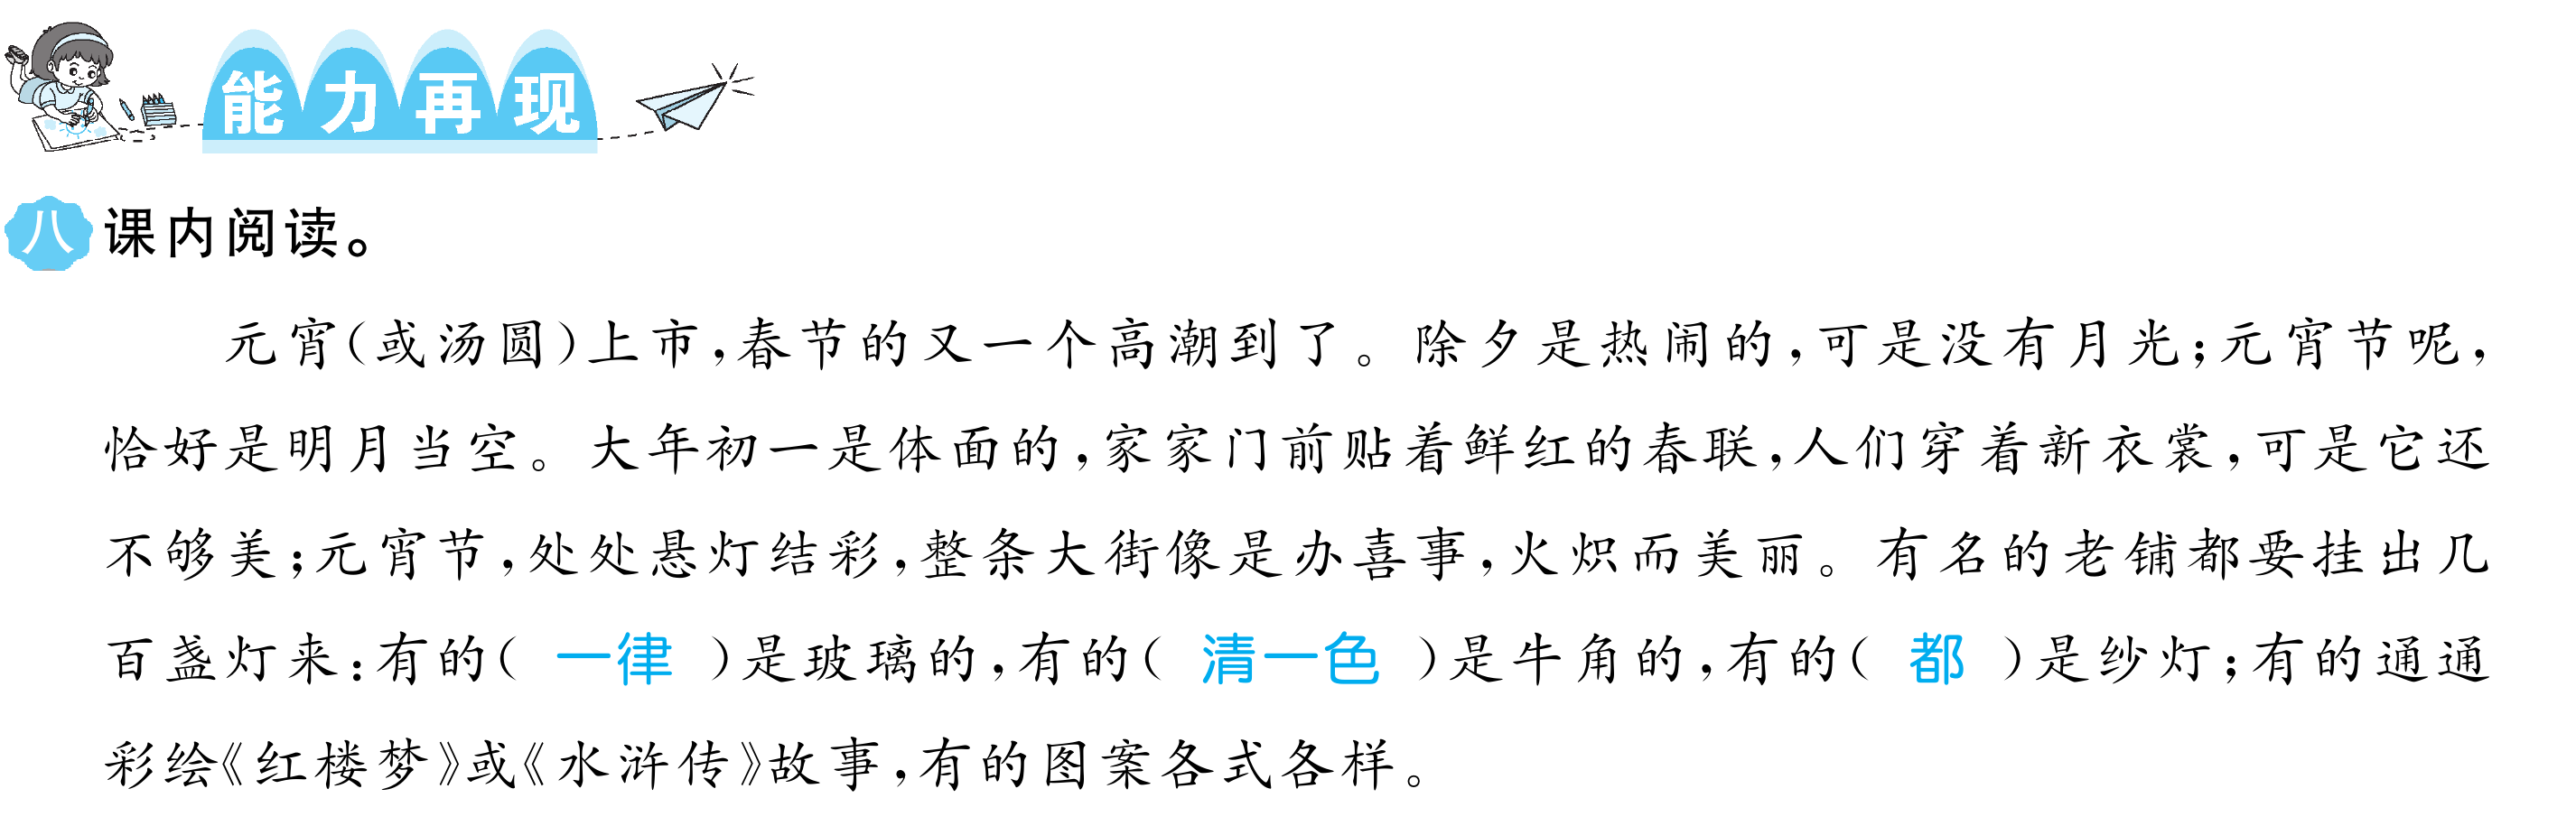 能力再现
八 课内阅读。
元宵(或汤圆)上市,春节的又一个高潮到了。除夕是热闹的,可是没有月光;元宵节呢,
恰好是明月当空。大年初一是体面的,家家门前贴着鲜红的春联,人们穿着新衣裳,可是它还
不够美;元宵节,处处悬灯结彩,整条大街像是办喜事,火炽而美丽。有名的老铺都要挂出几
百盏灯来:有的( 一律 )是玻璃的,有的( 清一色 )是牛角的,有的( 都 )是纱灯;有的通通
彩绘《红楼梦》或《水浒传》故事,有的图案各式各样。